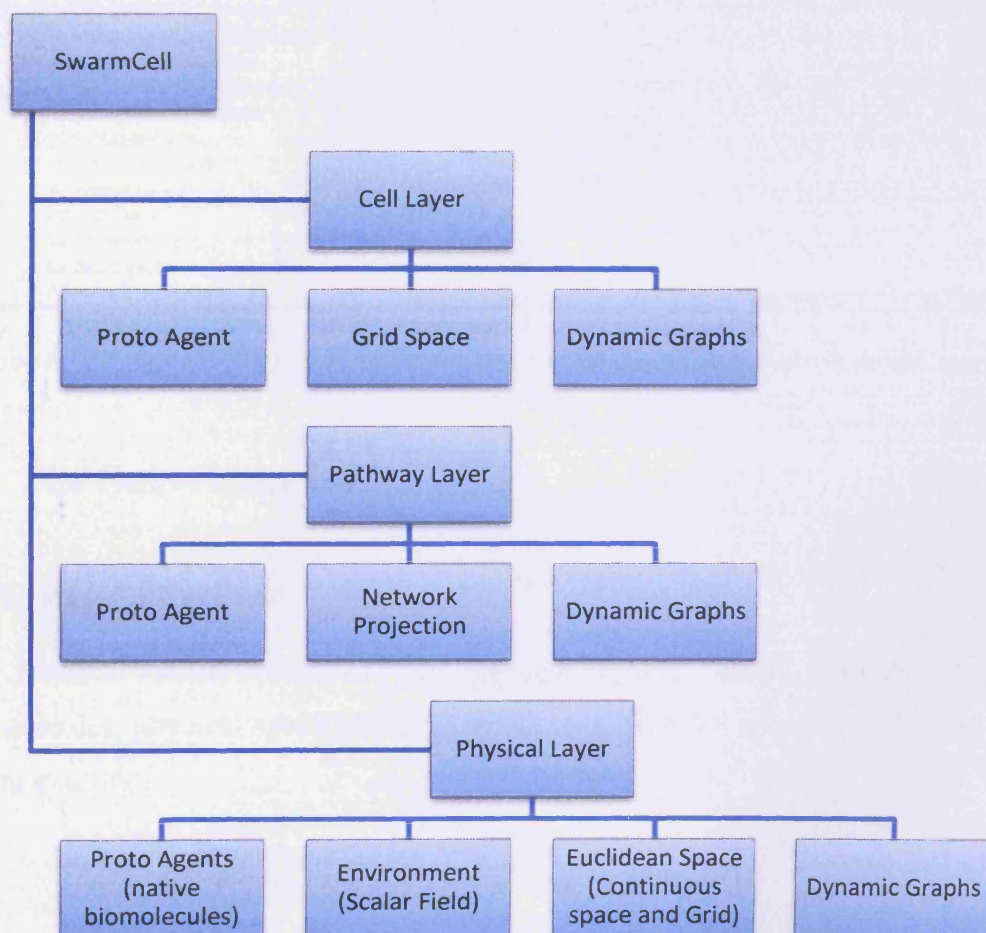 SwarmCell
Cell Layer
Proto Agent
Grid Space
Dynamic Graphs
Pathway Layer
Proto Agent
Network
Projection
Dynamic Graphs
Physical Layer
Proto Agents
(native
biomolecules)
Environment
(Scalar Field)
Euclidean Space
(Continuous
space and Grid)
Dynamic Graphs